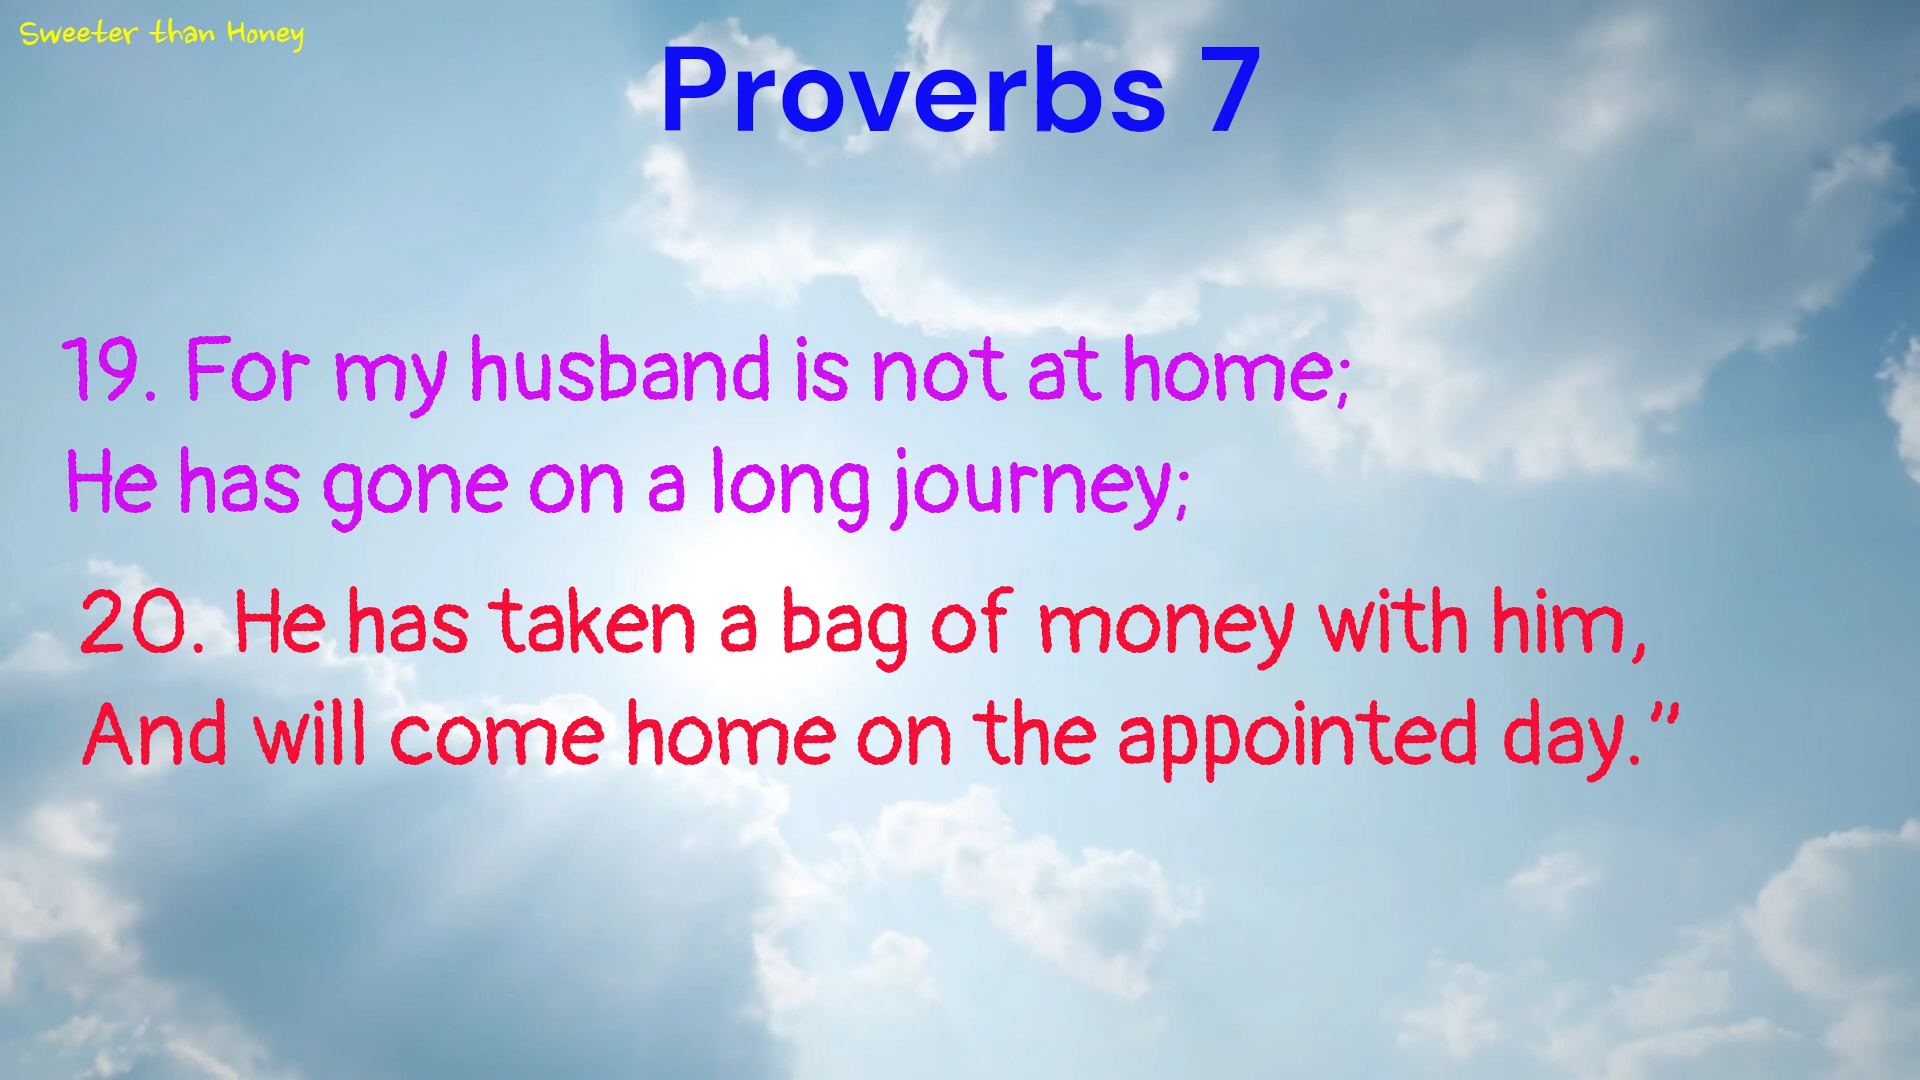 Sweeter than Honey
Proverbs 7
19. For my husband is not at home;
He has gone on a long journey;
20. He has taken a bag of money with him,
And will come home on the appointed day.”